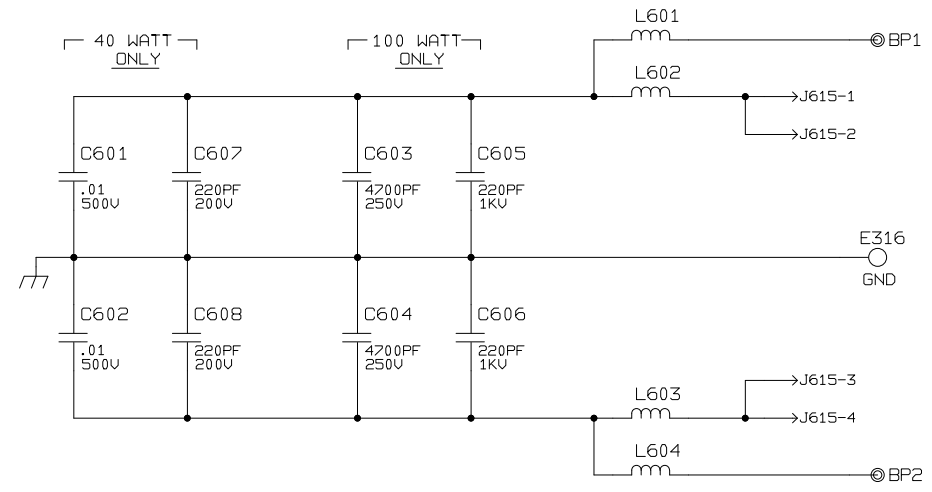 L601
40 WATT
ONLY
100 WATT
ONLY
BP1
L602
J615-1
J615-2
C601
.01
500V
C607
220PF
200V
C603
4700PF
250V
C605
220PF
1KV
E316
GND
C602
.01
500V
C608
220PF
200V
C604
4700PF
250V
C606
220PF
1KV
J615-3
L603
J615-4
L604
BP2